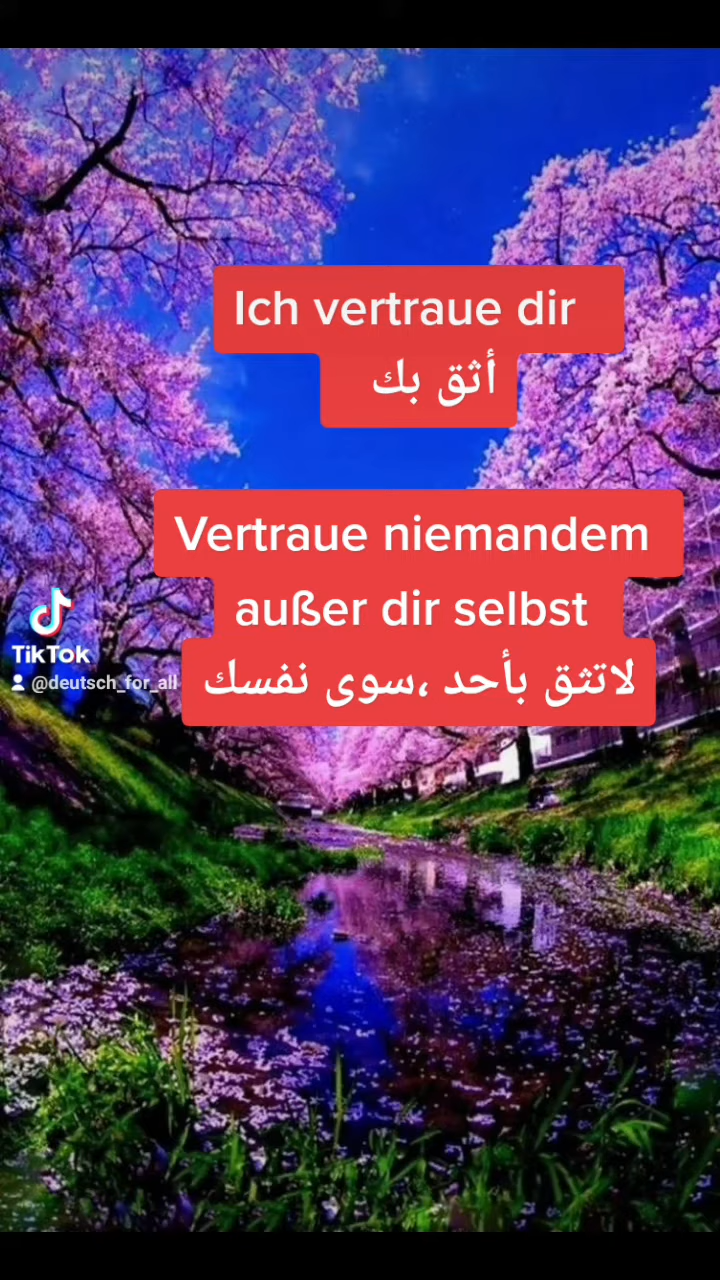 Ich vertraue dir
أثق بك
Vertraue niemandem
außer dir selbst
لاتثق بأحد ،سوى نفسك
TikTok
@deutsch_for_all